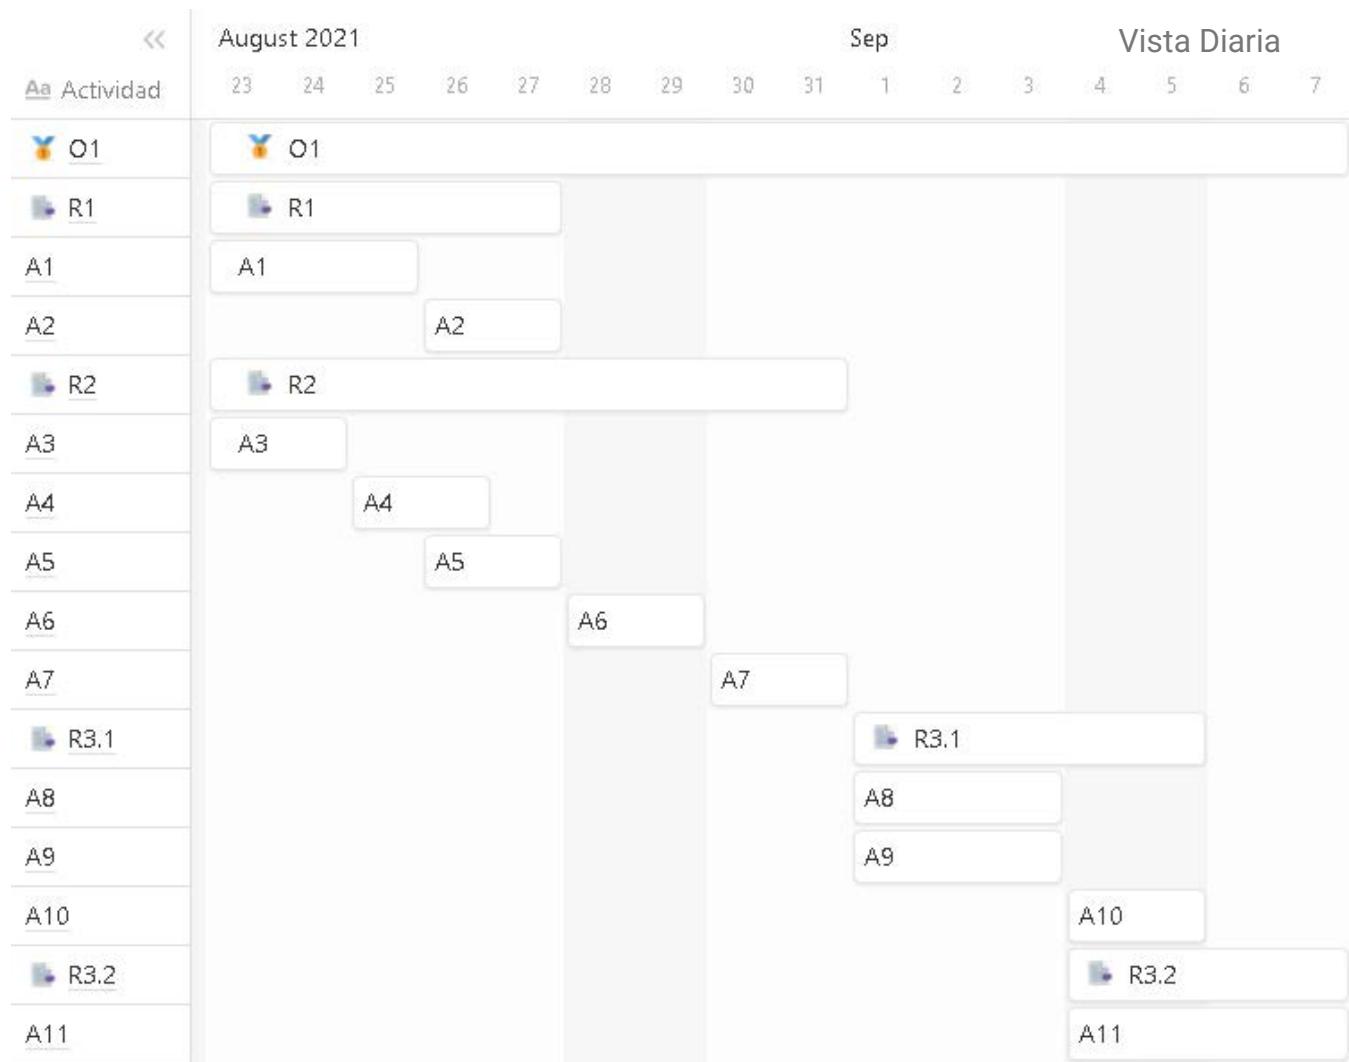 August 2021 Sep Vista Diaria
Aa Actividad 23 24 25 26 27 28 29 30 31 1 2 3 4 5 6 7
O1 O1
R1 R1
A1 A1
A2 A2
R2 R2
A3 A3
A4 A4
A5 A5
A6 A6
A7 A7
R3.1 R3.1
A8 A8
A9 A9
A10 A10
R3.2 R3.2
A11 A11